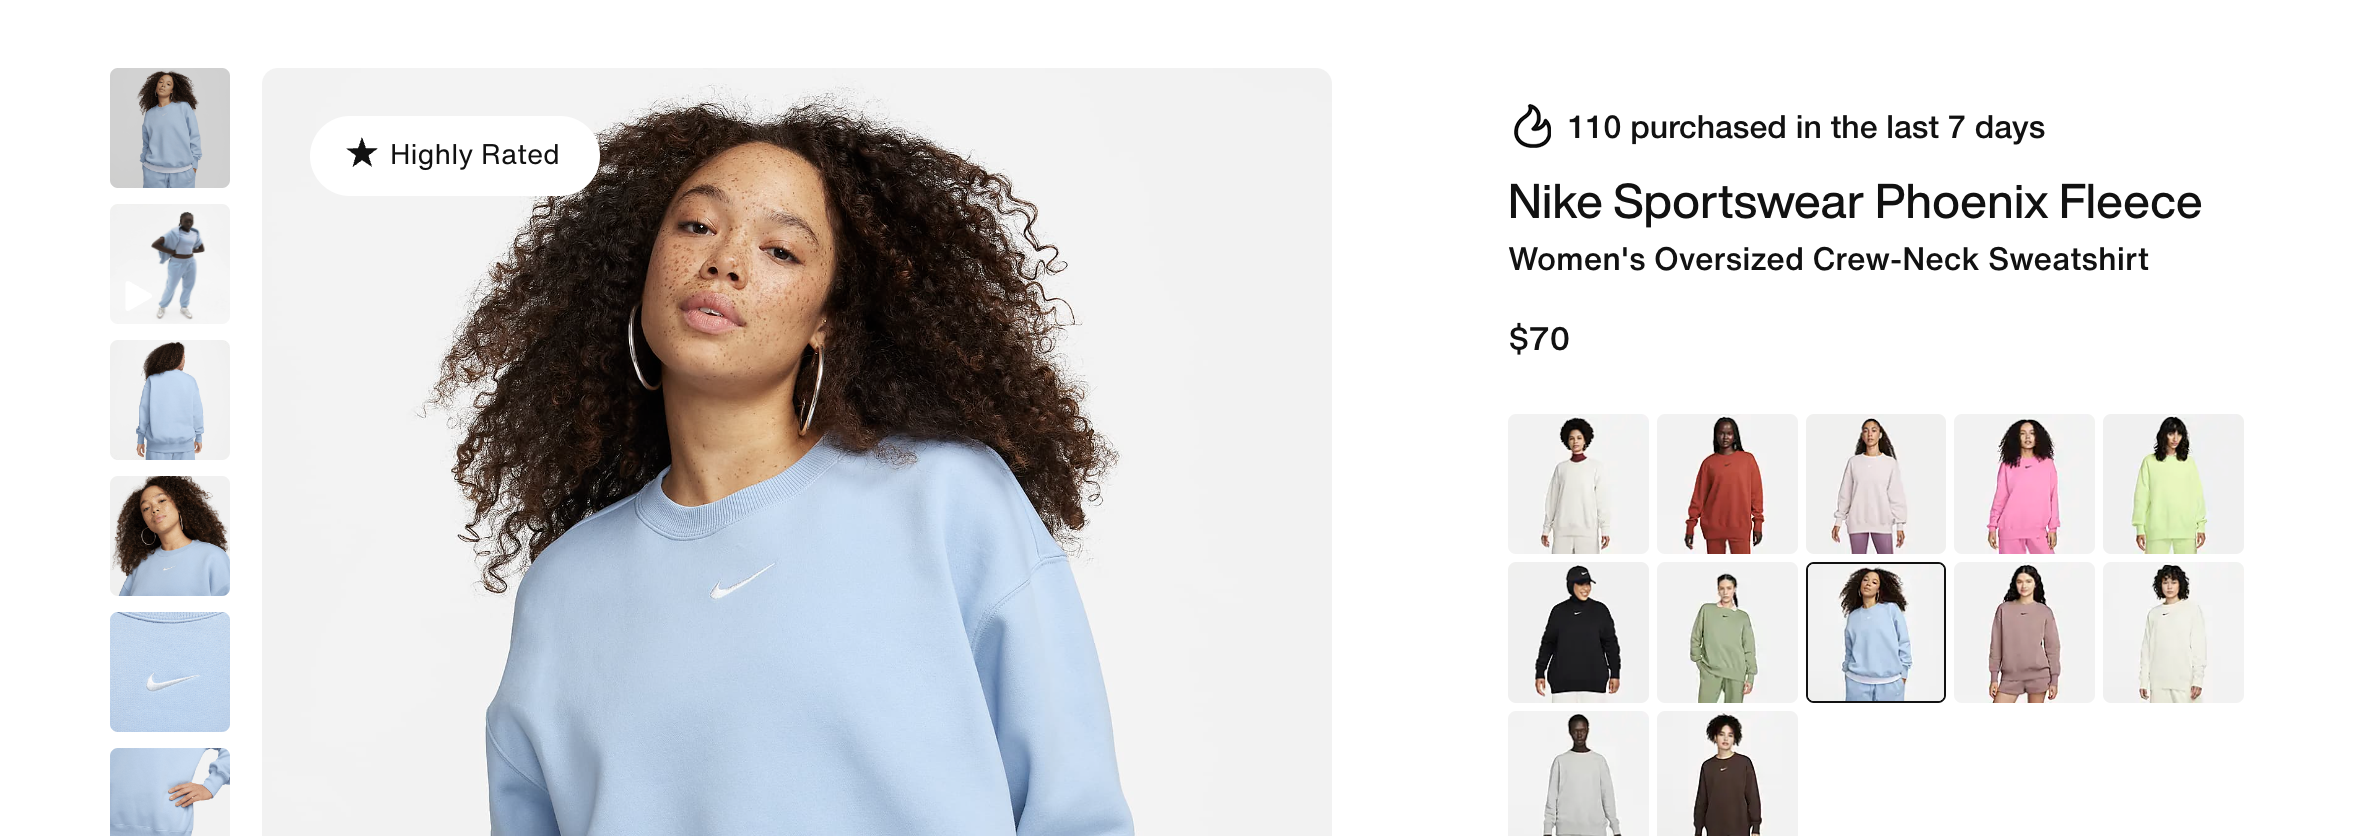 Highly Rated
110 purchased in the last 7 days
Nike Sportswear Phoenix Fleece
Women's Oversized Crew-Neck Sweatshirt
$70